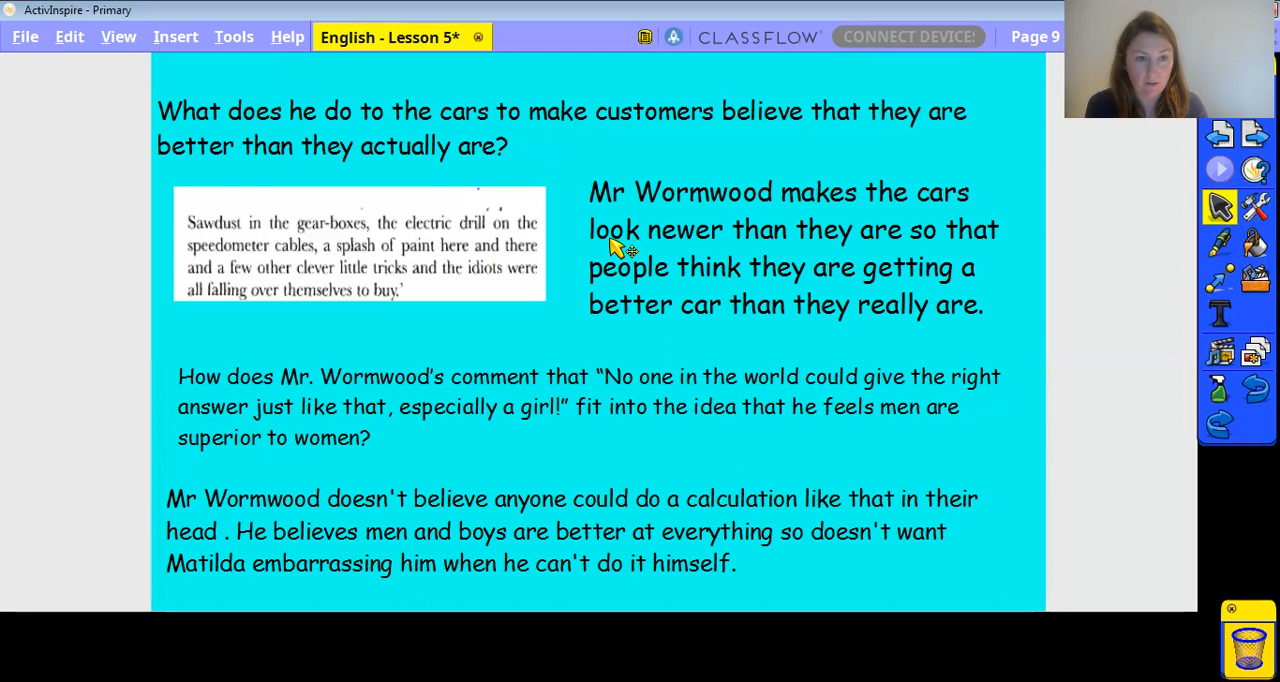 ActivInspire - Primary
File Edit View Insert Tools Help English - Lesson 5* CLASSFLOW CONNECT DEVICES Page 9
What does he do to the cars to make customers believe that they are
better than they actually are?
Sawdust in the gear-boxes, the electric drill on the
speedometer cables, a splash of paint here and there
and a few other clever little tricks and the idiots were
all falling over themselves to buy.'
Mr Wormwood makes the cars
look newer than they are so that
people think they are getting a
better car than they really are.
How does Mr. Wormwood's comment that “No one in the world could give the right
answer just like that, especially a girl!” fit into the idea that he feels men are
superior to women?
Mr Wormwood doesn't believe anyone could do a calculation like that in their
head . He believes men and boys are better at everything so doesn't want
Matilda embarrassing him when he can't do it himself.